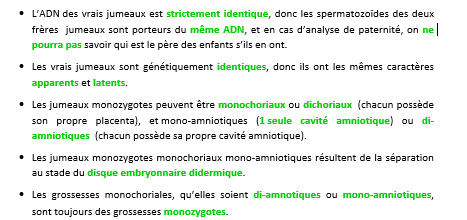 • L'ADN des vrais jumeaux est strictement identique, donc les spermatozoïdes des deux
frères jumeaux sont porteurs du même ADN, et en cas d'analyse de paternité, on ne
pourra pas savoir qui est le père des enfants s'ils en ont.
• Les vrais jumeaux sont génétiquement identiques, donc ils ont les mêmes caractères
apparents et latents.
• Les jumeaux monozygotes peuvent être monochoriaux ou dichoriaux (chacun possède
son propre placenta), et mono-amniotiques (1 seule cavité amniotique) ou di-
amniotiques (chacun possède sa propre cavité amniotique).
• Les jumeaux monozygotes monochoriaux mono-amniotiques résultent de la séparation
au stade du disque embryonnaire didermique.
• Les grossesses monochoriales, qu'elles soient di-amnotiques ou mono-amniotiques,
sont toujours des grossesses monozygotes.